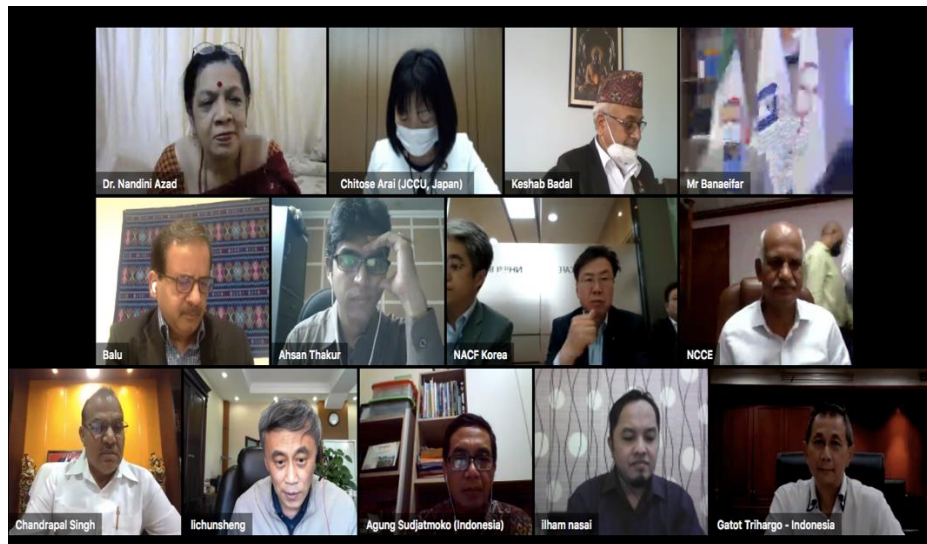 Dr. Nandini Azad
Chitose Arai (JCCU, Japan)
Keshab Badal
Mr Banaeifar
Balu
Ahsan Thakur
NACF Korea
NCCE
Chandrapal Singh
lichunsheng
Agung Sudjatmoko (Indonesia)
ilham nasai
Gatot Trihargo - Indonesia